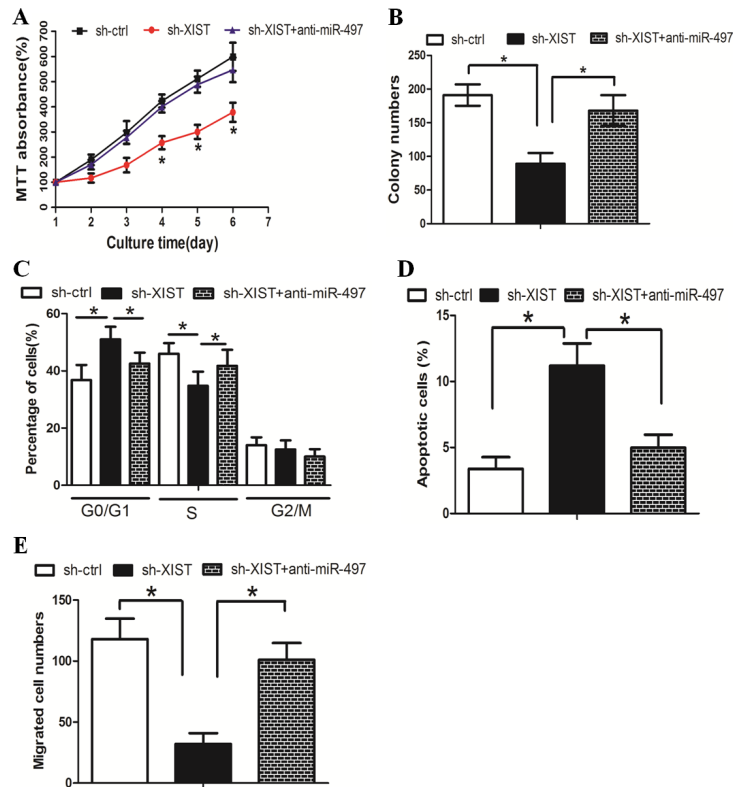 A
sh-ctrl sh-XIST sh-XIST+anti-miR-497
MTT absorbance(%)
700
600
500
400
300
200
100
0
1 2 3 4 5 6 7
* * *
Culture time(day)
B
sh-ctrl sh-XIST sh-XIST+anti-miR-497
Colony numbers
250
200
150
100
50
0
* *
C
sh-ctrl sh-XIST sh-XIST+anti-miR-497
Percentage of cells(%)
60
40
20
0
* * * *
G0/G1 S G2/M
D
sh-ctrl sh-XIST sh-XIST+anti-miR-497
Apoptotic cells (%)
15
10
5
0
* *
E
sh-ctrl sh-XIST sh-XIST+anti-miR-497
Migrated cell numbers
150
100
50
0
* *